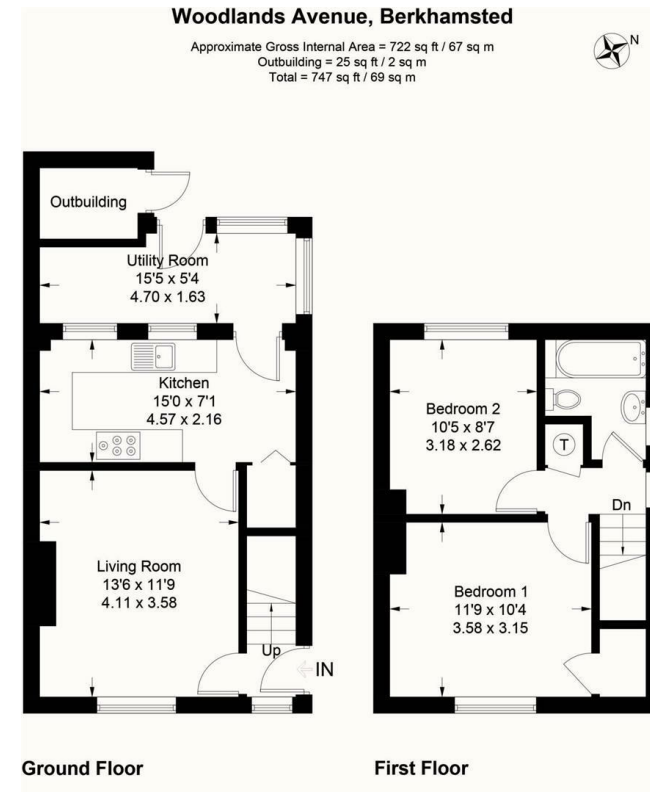 Woodlands Avenue, Berkhamsted
Approximate Gross Internal Area = 722 sq ft / 67 sq m
Outbuilding = 25 sq ft / 2 sq m
Total = 747 sq ft / 69 sq m
N
Outbuilding
Utility Room
15'5 x 5'4
4.70 x 1.63
Kitchen
15'0 x 7'1
4.57 x 2.16
Living Room
13'6 x 11'9
4.11 x 3.58
Up
IN
Bedroom 2
10'5 x 8'7
3.18 x 2.62
T
Dn
Bedroom 1
11'9 x 10'4
3.58 x 3.15
Ground Floor
First Floor